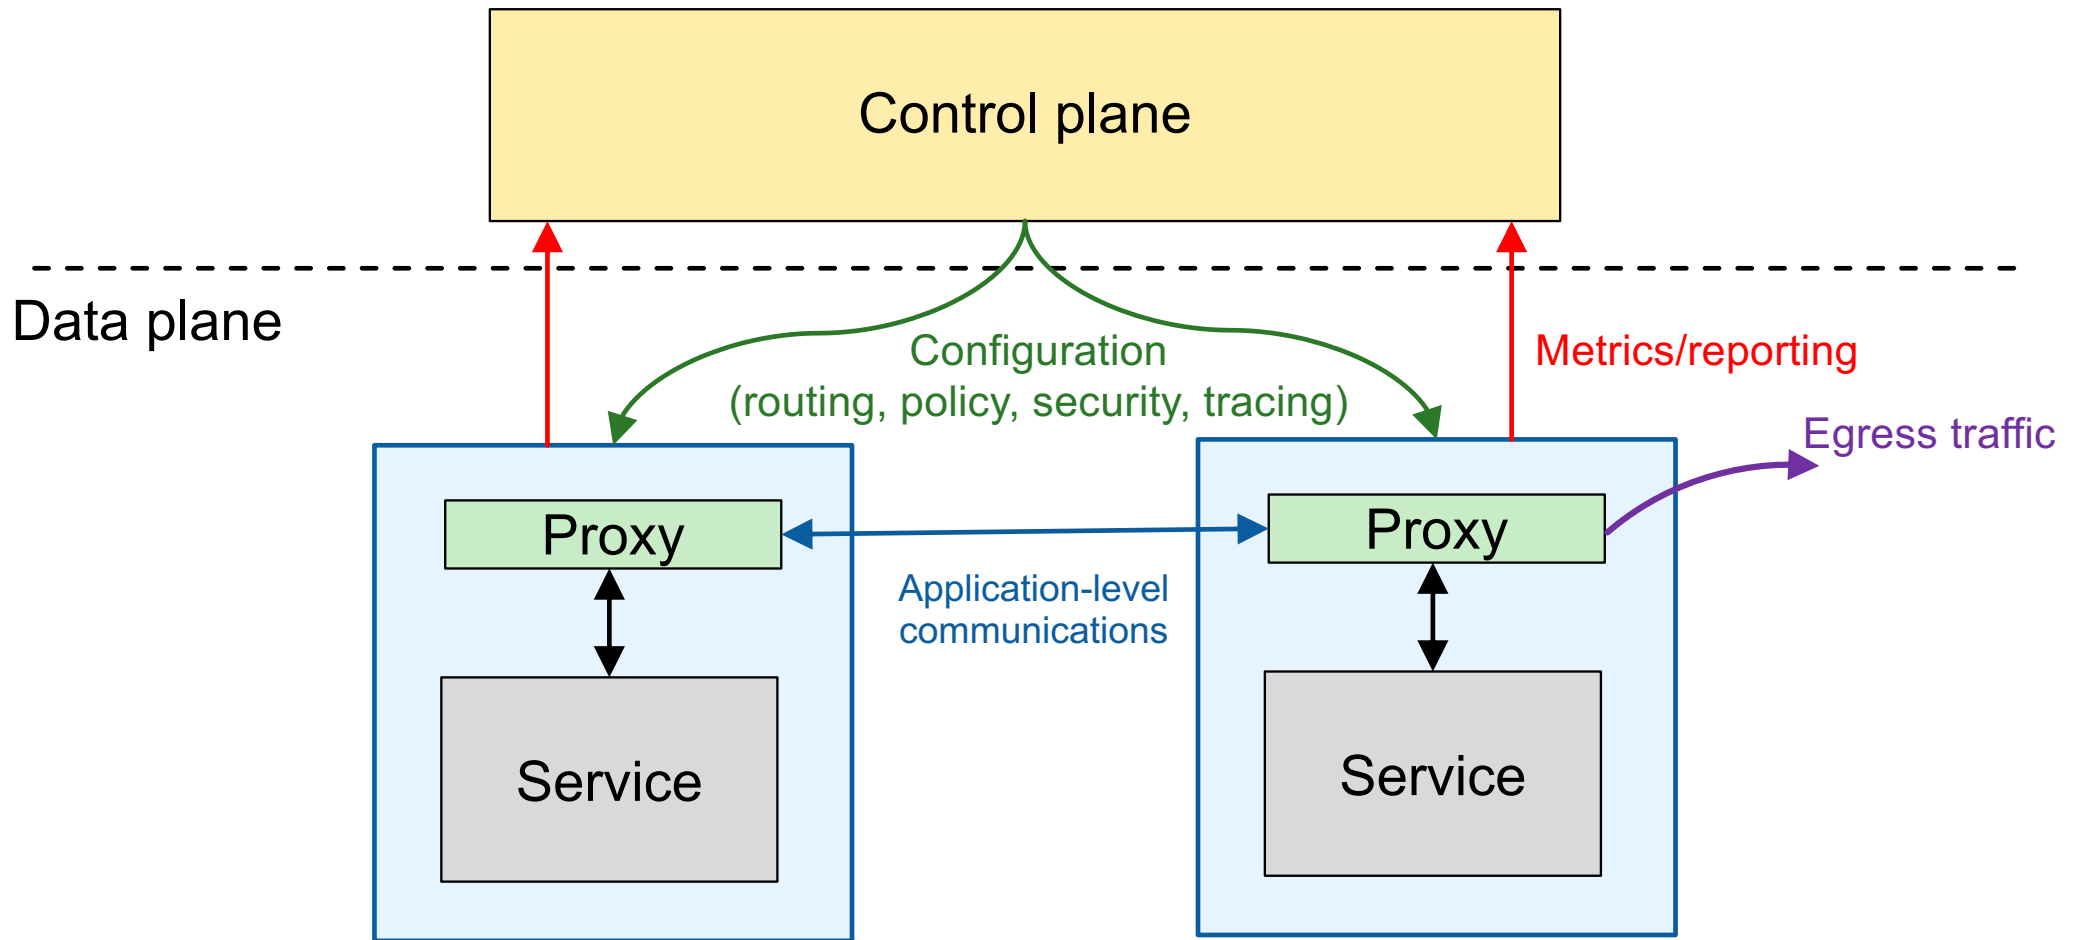 Control plane
Data plane
Configuration
(routing, policy, security, tracing)
Metrics/reporting
Egress traffic
Proxy
Proxy
Application-level
communications
Service
Service